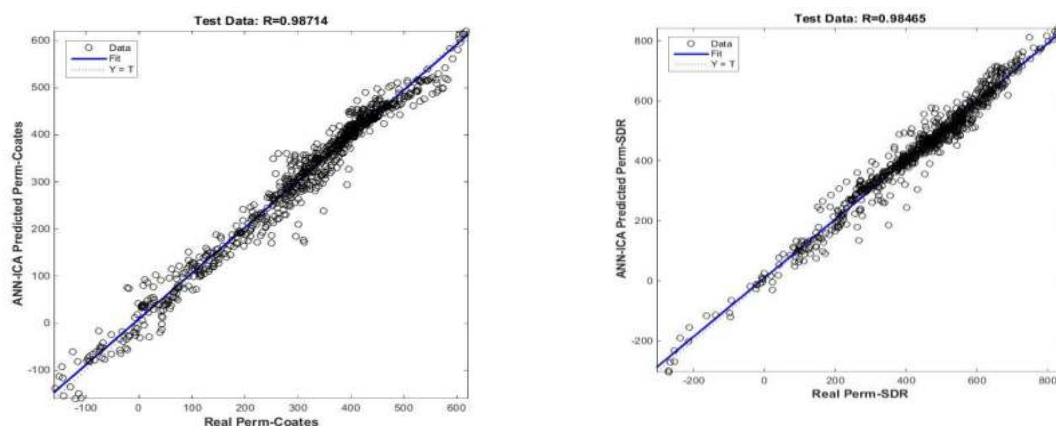 Test Data: R=0.98714
600
500
400
300
200
100
0
-100
ANN-ICA Predicted Perm-Coates
Data
Fit
Y = T
-100 0 100 200 300 400 500 600
Real Perm-Coates
Test Data: R=0.98465
800
600
400
200
0
-200
ANN-ICA Predicted Perm-SDR
Data
Fit
Y = T
-200 0 200 400 600 800
Real Perm-SDR